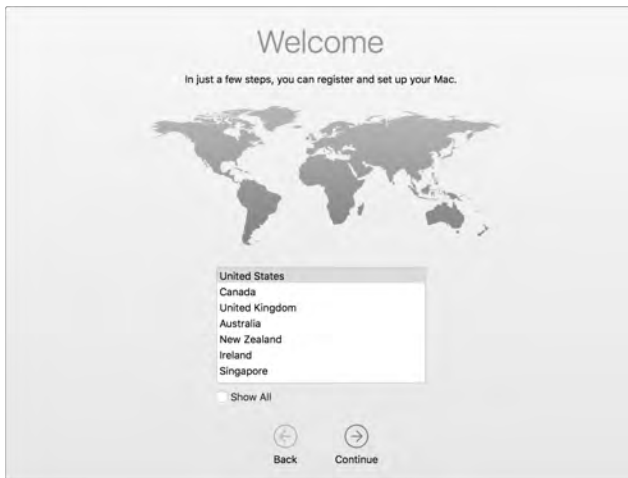 Welcome
In just a few steps, you can register and set up your Mac.
United States
Canada
United Kingdom
Australia
New Zealand
Ireland
Singapore
Show All
Back
Continue